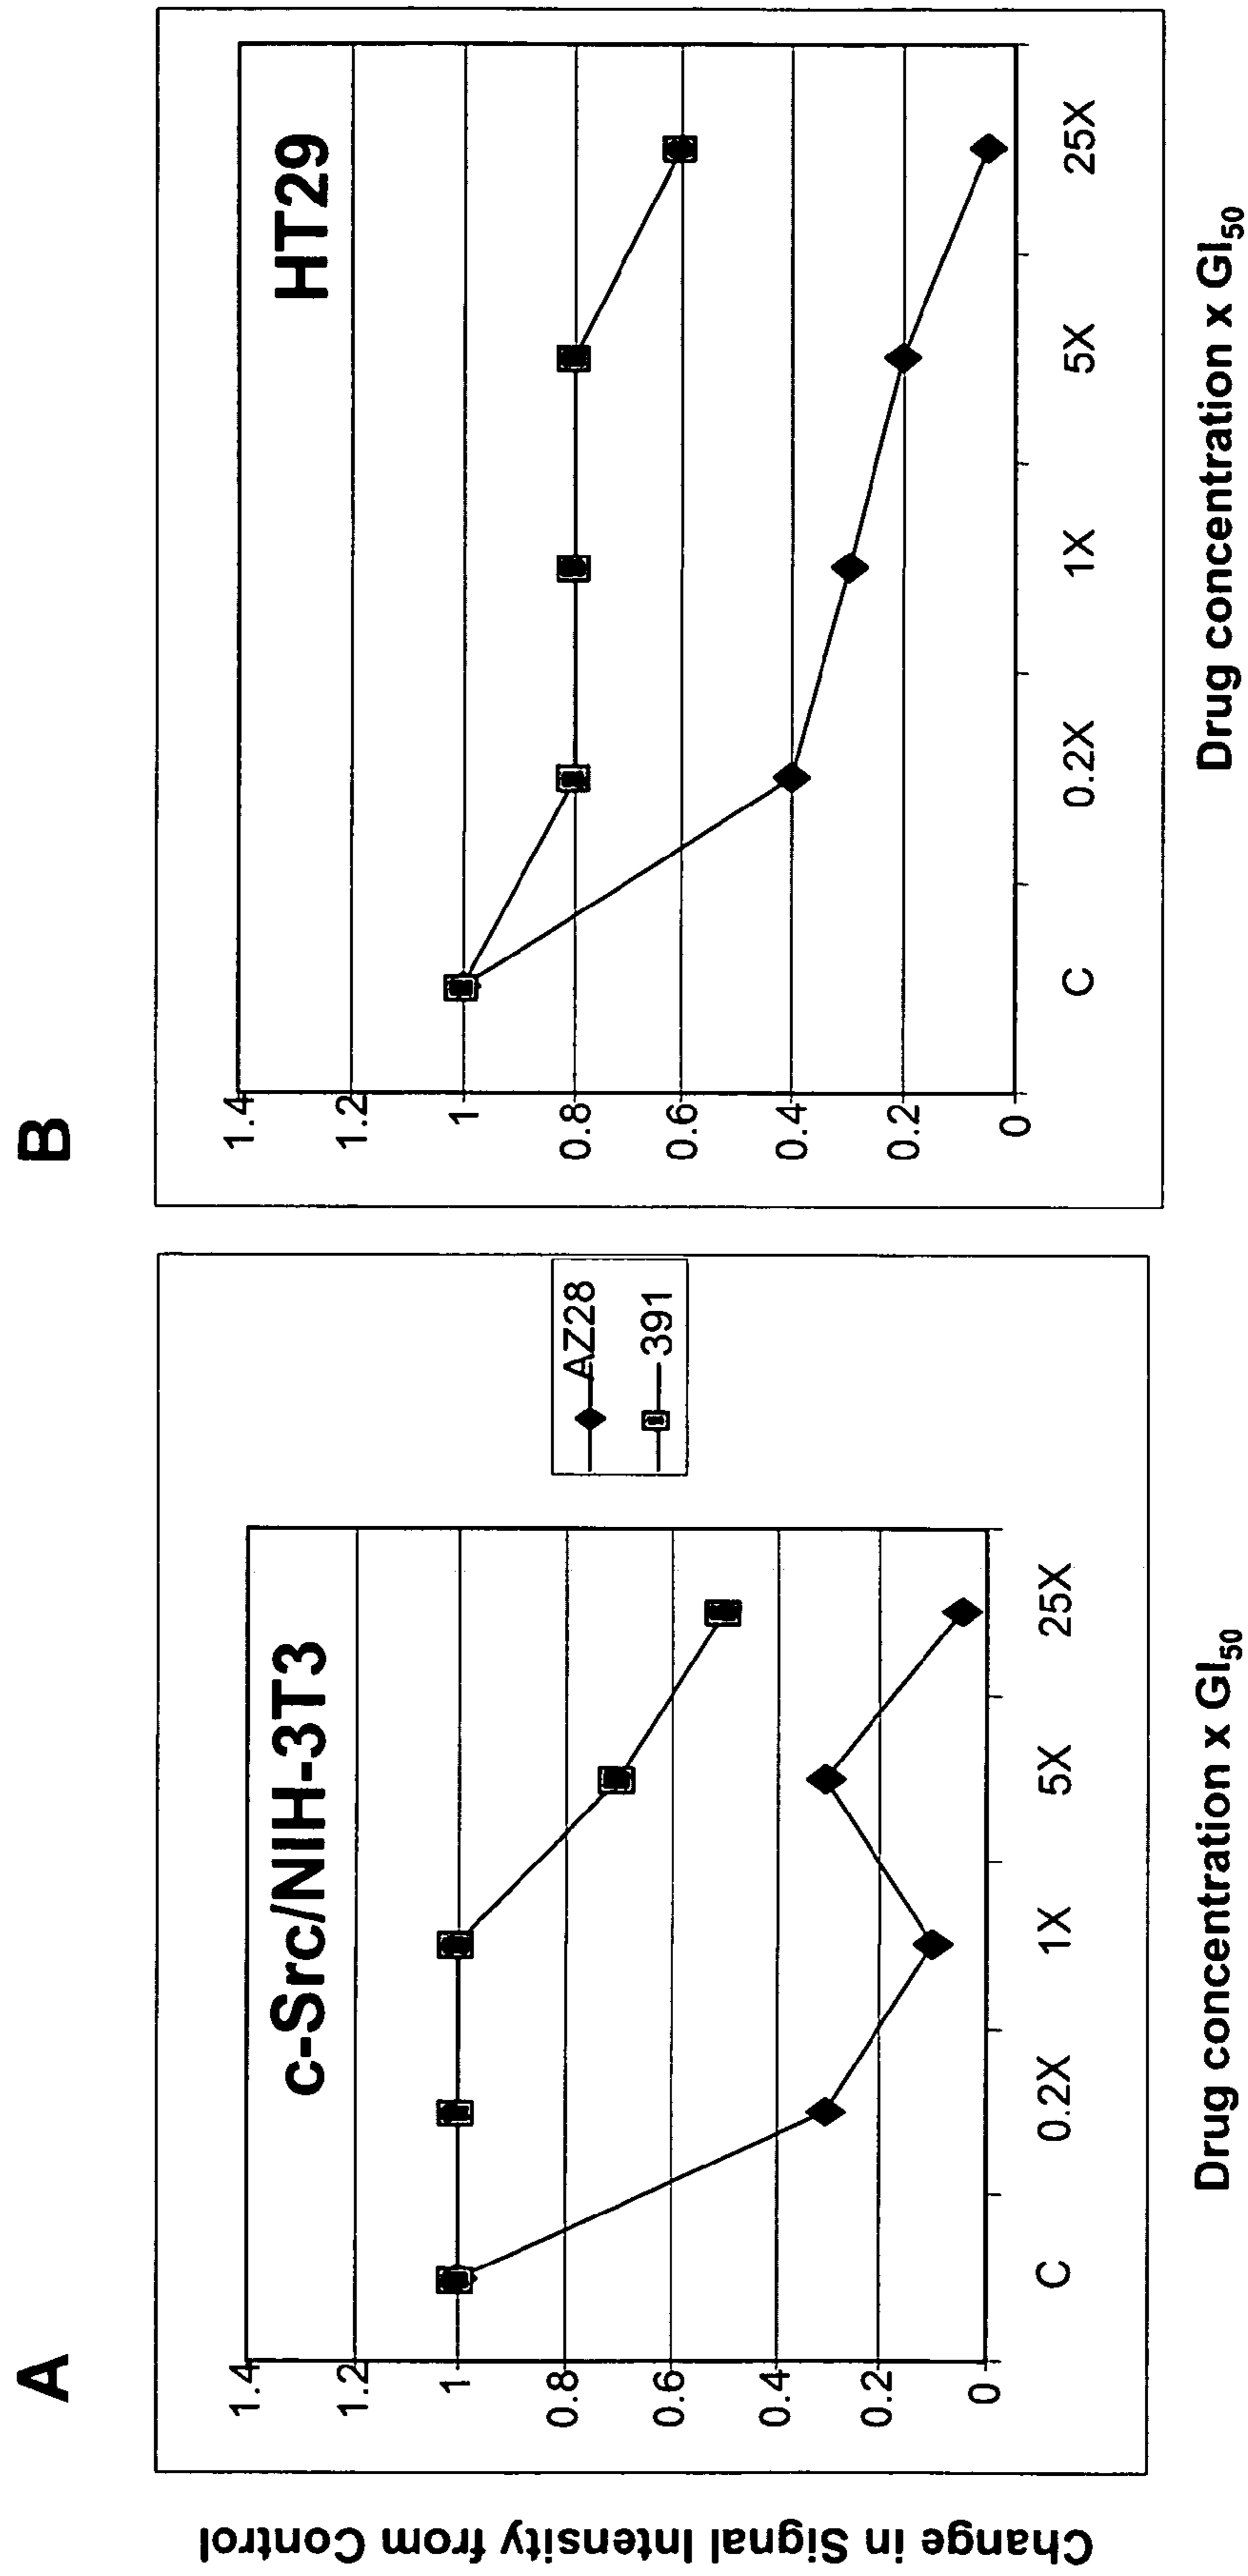 A
c-Src/NIH-3T3
1.4
1.2
1
0.8
0.6
0.4
0.2
0
C
0.2X
1X
5X
25X
Drug concentration x GI50
AZ28
391
Change in Signal Intensity from Control
B
HT29
1.4
1.2
1
0.8
0.6
0.4
0.2
0
C
0.2X
1X
5X
25X
Drug concentration x GI50